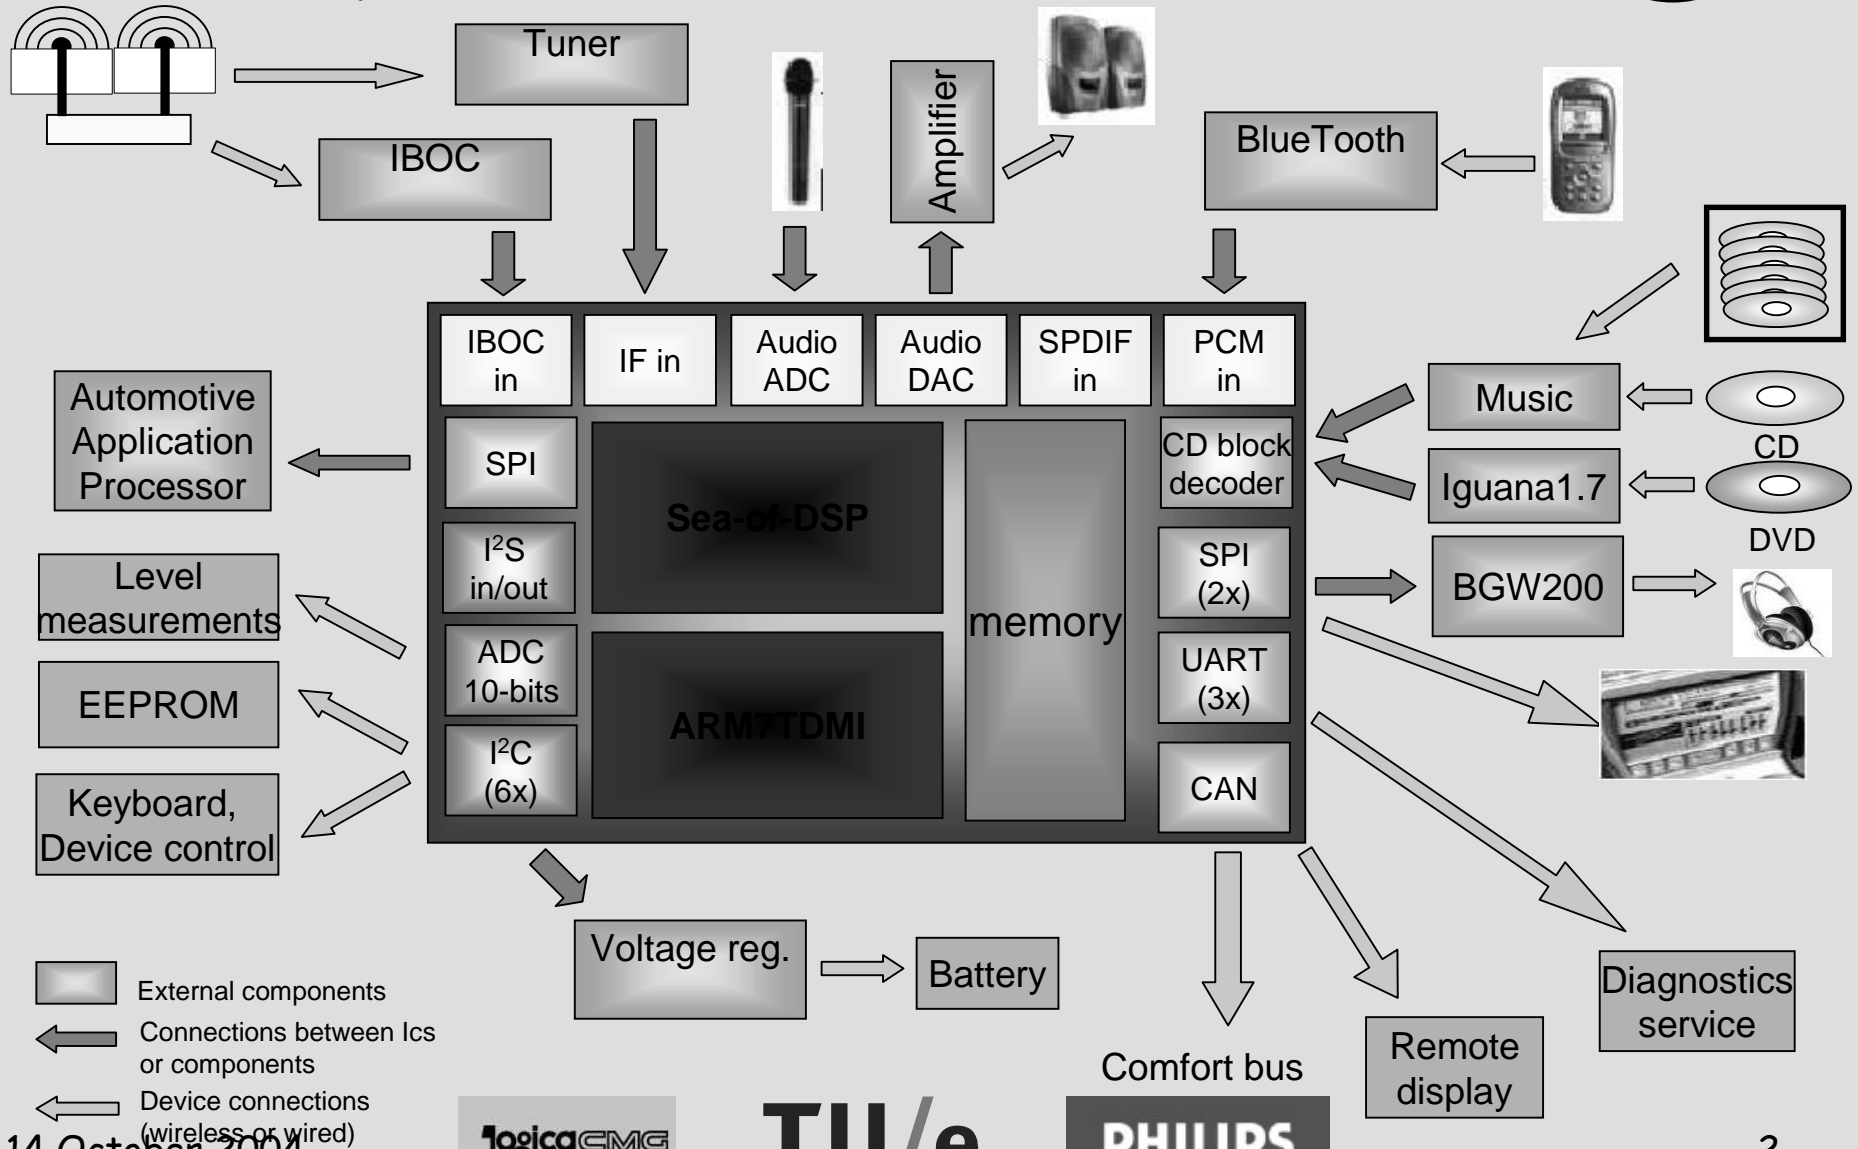 Tuner
IBOC
Amplifier
BlueTooth
IBOC
in
IF in
Audio
ADC
Audio
DAC
SPDIF
in
PCM
in
Automotive
Application
Processor
SPI
Sea-of-DSP
memory
CD block
decoder
Music
CD
Iguana1.7
DVD
I²S
in/out
SPI
(2x)
BGW200
Level
measurements
ADC
10-bits
UART
(3x)
EEPROM
ARM7TDMI
I²C
(6x)
CAN
Keyboard,
Device control
Voltage reg.
Battery
Diagnostics
service
Remote
display
Comfort bus
External components
Connections between Ics
or components
Device connections
(wireless or wired)
14 October 2004
logicaCMG
TU/e
PHILIPS
2